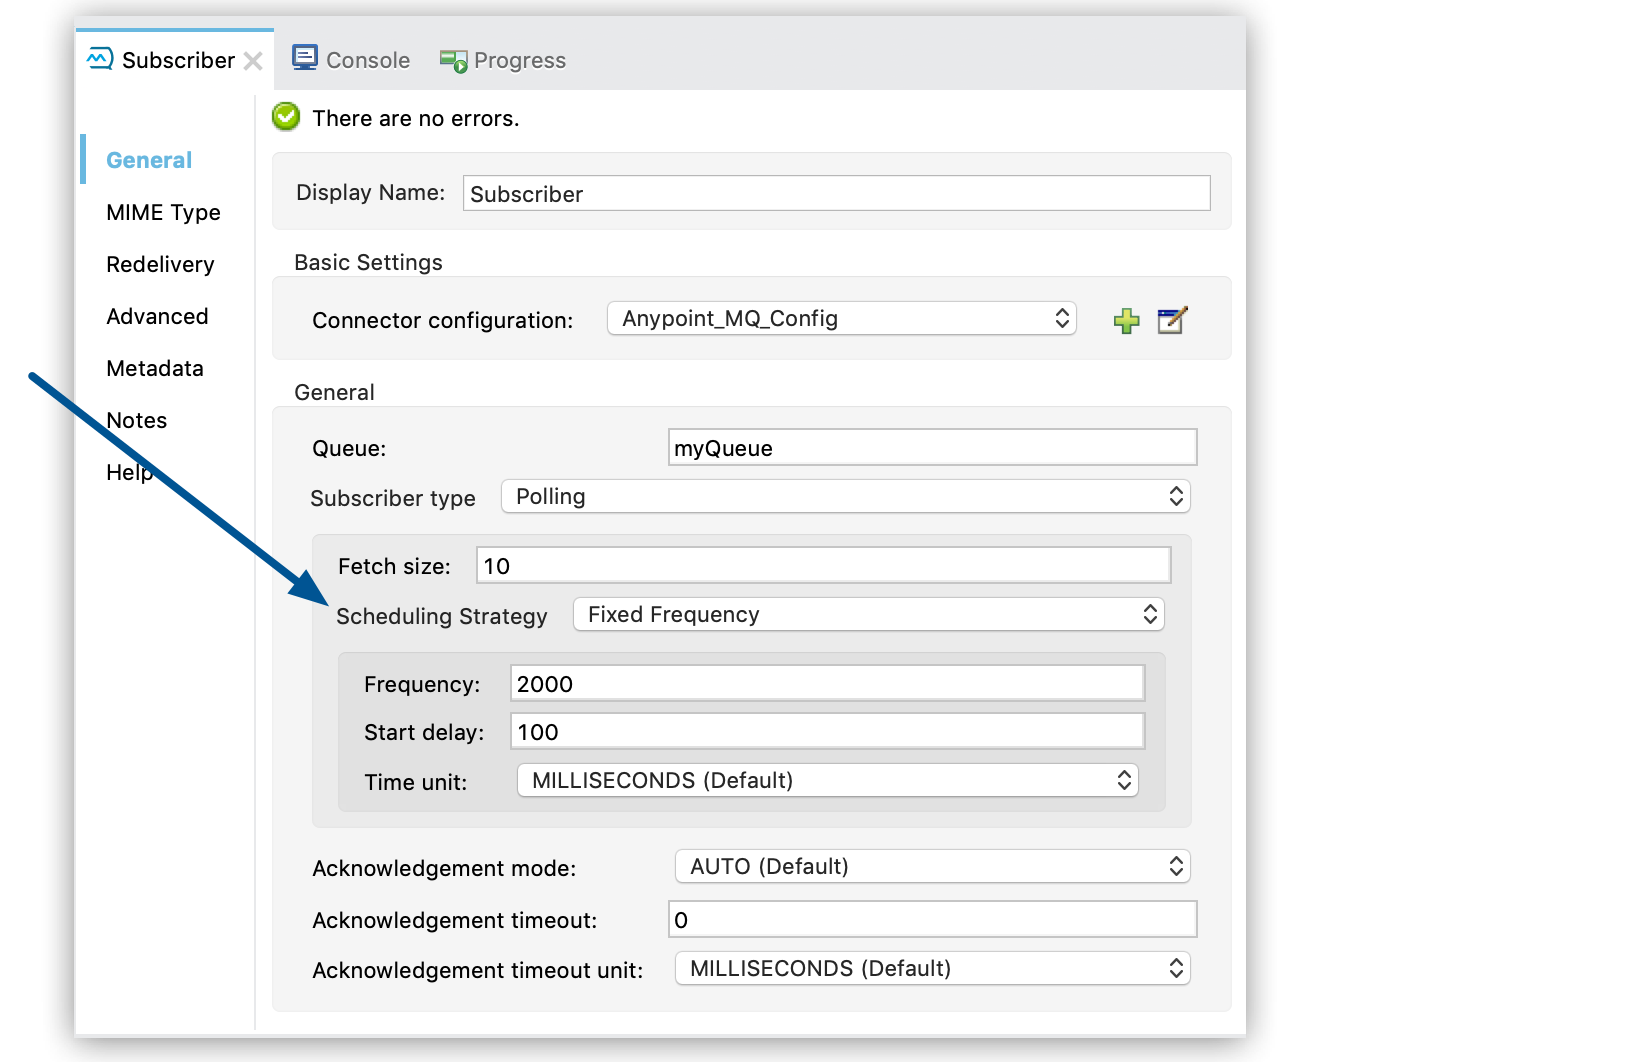 Subscriber
Console
Progress
There are no errors.
General
MIME Type
Redelivery
Advanced
Metadata
Notes
Help
Display Name: Subscriber
Basic Settings
Connector configuration: Anypoint_MQ_Config
General
Queue: myQueue
Subscriber type Polling
Fetch size: 10
Scheduling Strategy Fixed Frequency
Frequency: 2000
Start delay: 100
Time unit: MILLISECONDS (Default)
Acknowledgement mode: AUTO (Default)
Acknowledgement timeout: 0
Acknowledgement timeout unit: MILLISECONDS (Default)